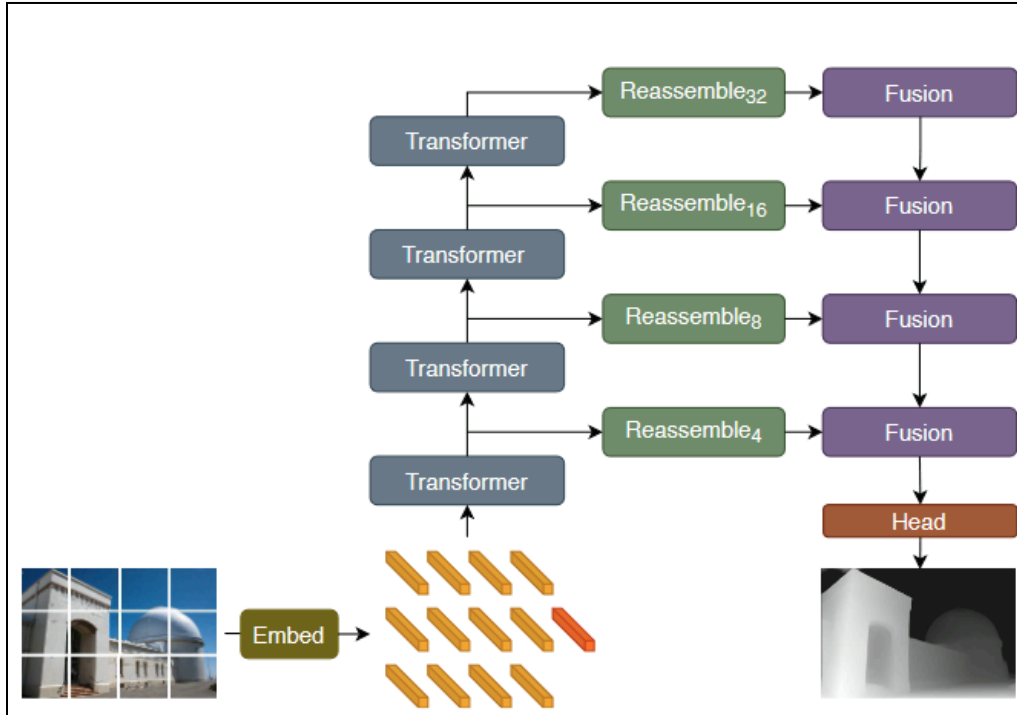 Reassemble32
Fusion
Transformer
Reassemble16
Fusion
Transformer
Reassemble8
Fusion
Transformer
Reassemble4
Fusion
Transformer
Head
Embed